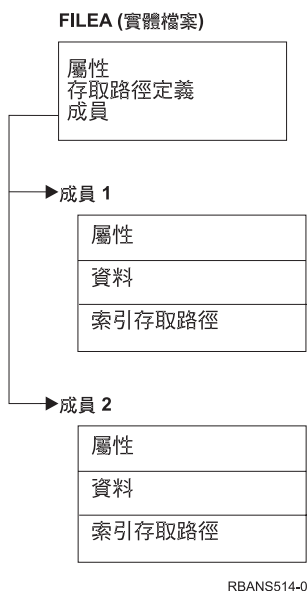 FILEA (實體檔案)
屬性
存取路徑定義
成員
成員 1
屬性
資料
索引存取路徑
成員 2
屬性
資料
索引存取路徑
RBANS514-0